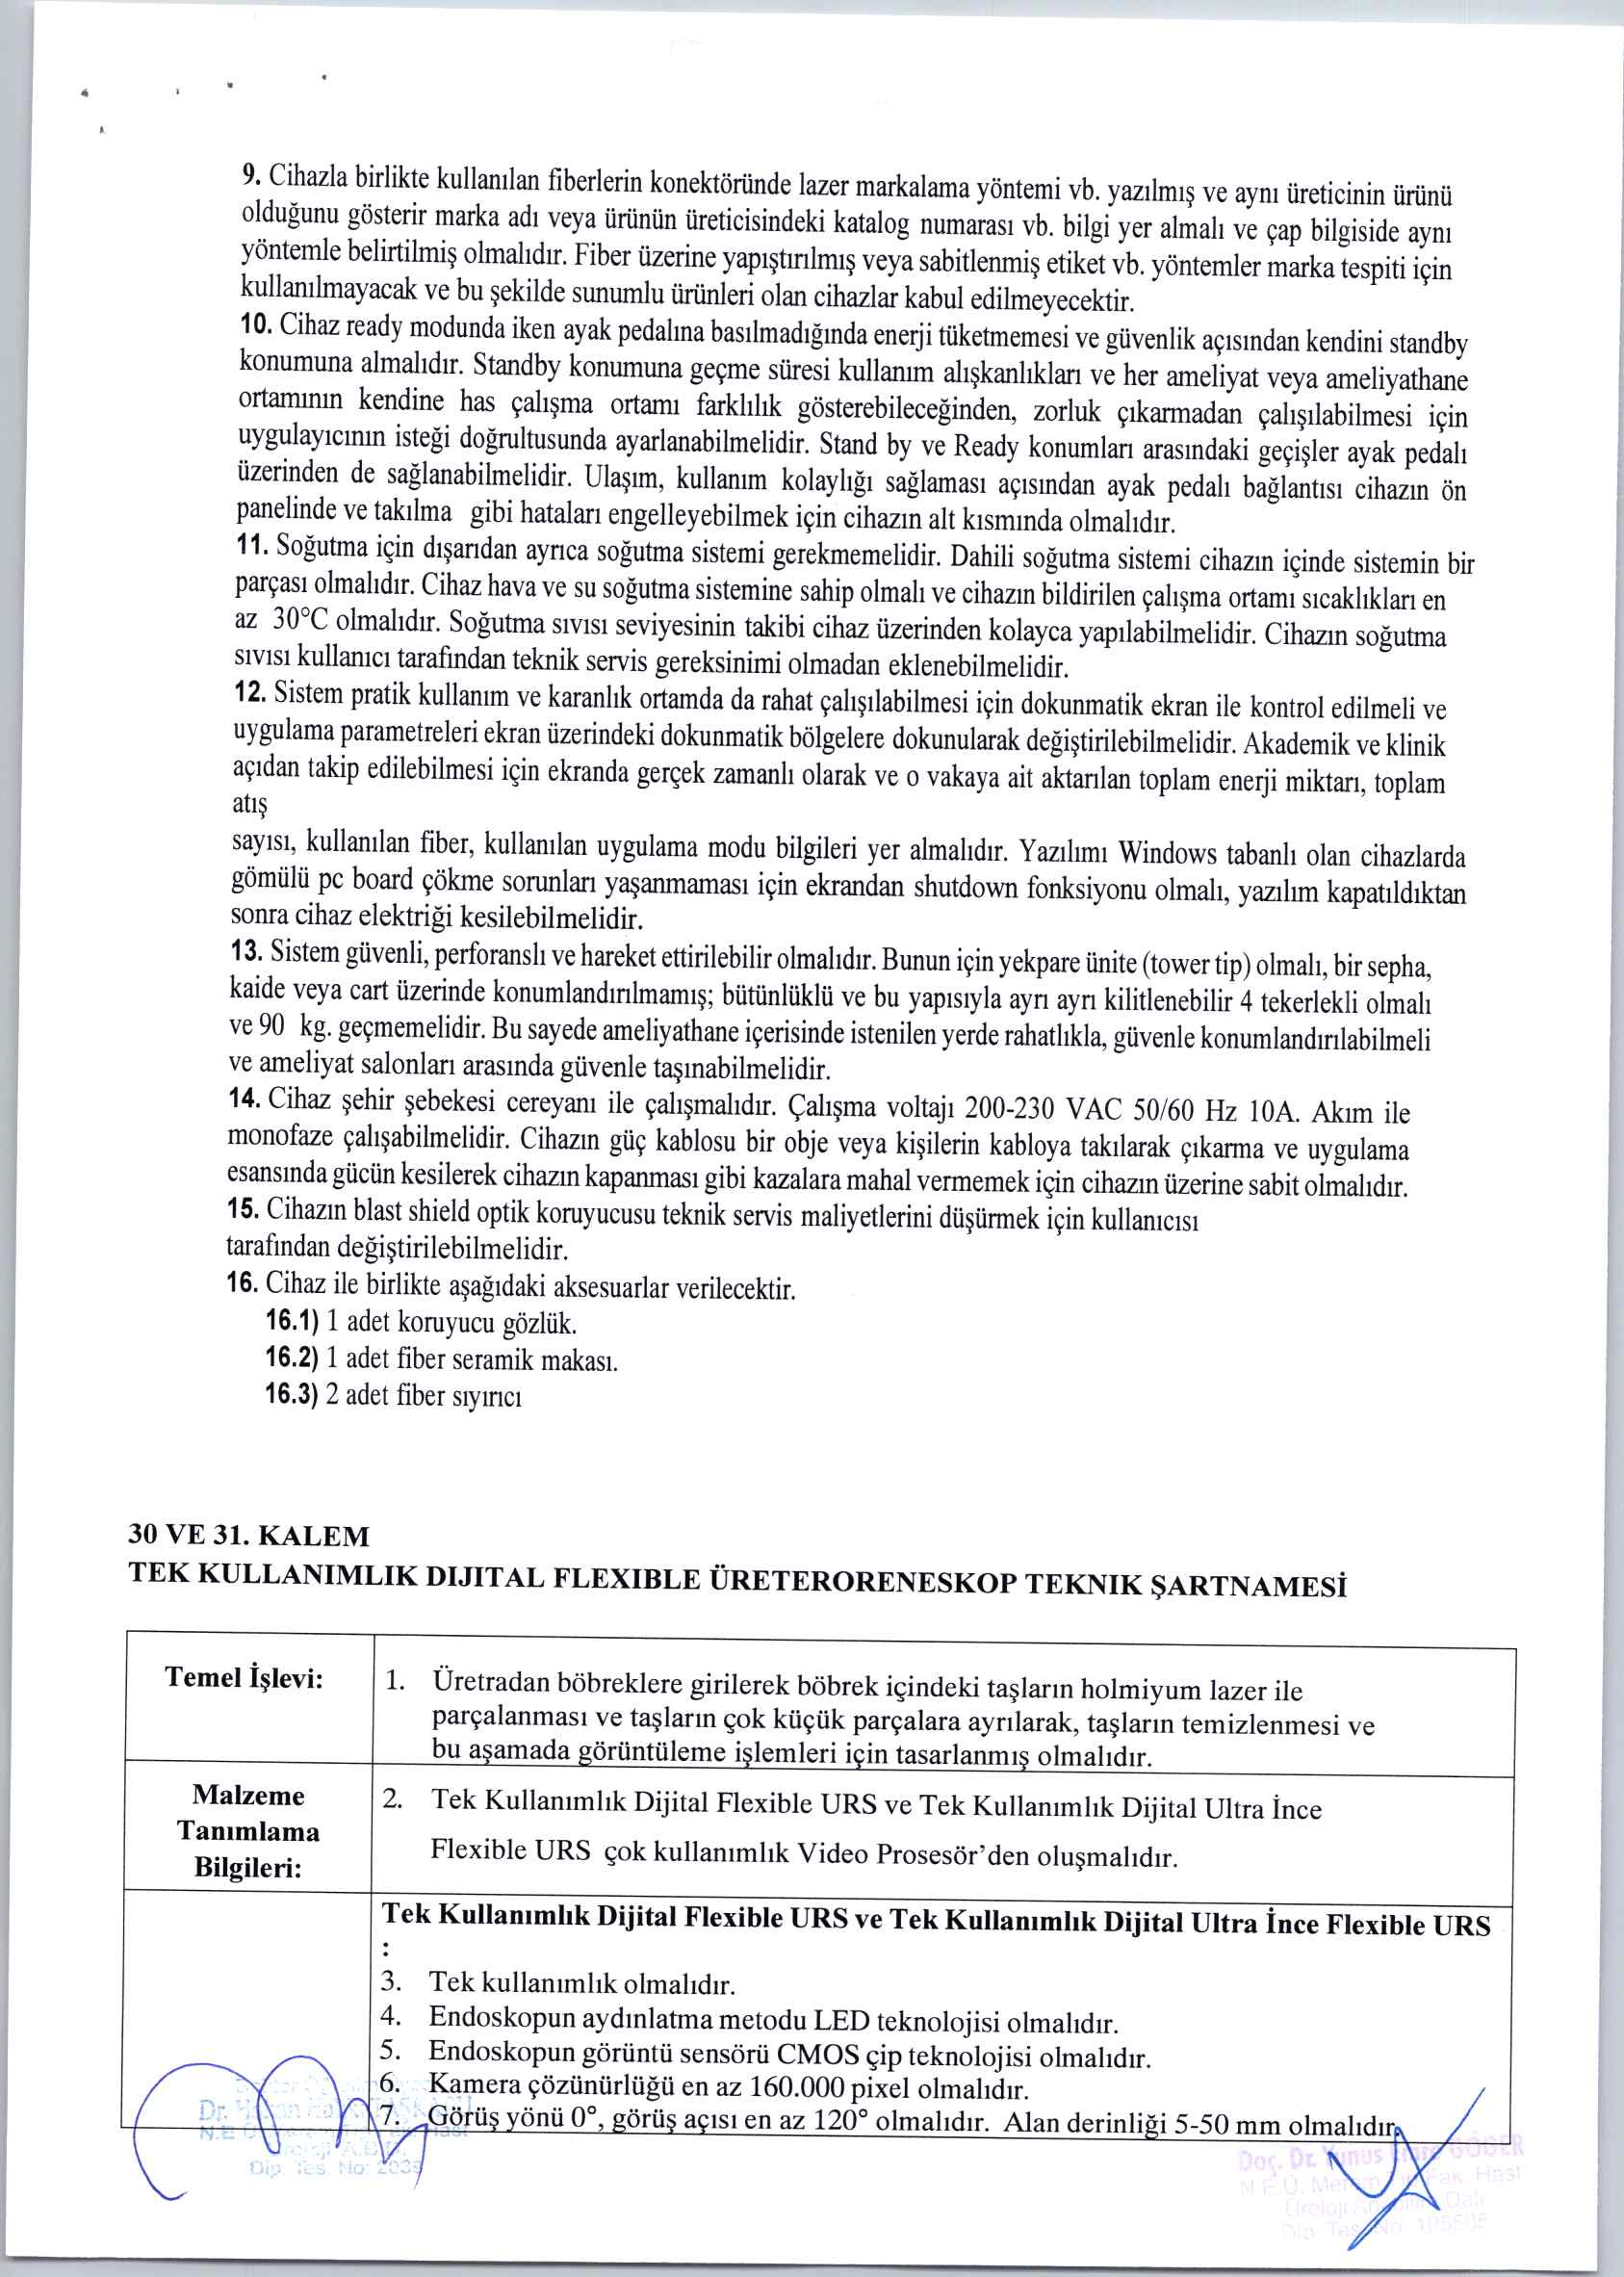 9. Cihazla birlikte kullanılan fiberlerin konektöründe lazer markalama yöntemi vb. yazılmış ve aynı üreticinin ürünü
olduğunu gösterir marka adı veya ürünün üreticisindeki katalog numarası vb. bilgi yer almalı ve çap bilgiside aynı
yöntemle belirtilmiş olmalıdır. Fiber üzerine yapıştırılmış veya sabitlenmiş etiket vb. yöntemler marka tespiti için
kullanılmayacak ve bu şekilde sunumlu ürünleri olan cihazlar kabul edilmeyecektir.
10. Cihaz ready modunda iken ayak pedalına basılmadığında enerji tüketmemesi ve güvenlik açısından kendini standby
konumuna almalıdır. Standby konumuna geçme süresi kullanım alışkanlıkları ve her ameliyat veya ameliyathane
ortamının kendine has çalışma ortamı farklılık gösterebileceğinden, zorluk çıkarmadan çalışılabilmesi için
uygulayıcının isteği doğrultusunda ayarlanabilmelidir. Stand by ve Ready konumları arasındaki geçişler ayak pedalı
üzerinden de sağlanabilmelidir. Ulaşım, kullanım kolaylığı sağlaması açısından ayak pedalı bağlantısı cihazın ön
panelinde ve takılma gibi hataları engelleyebilmek için cihazın alt kısmında olmalıdır.
11. Soğutma için dışarıdan ayrıca soğutma sistemi gerekmemelidir. Dahili soğutma sistemi cihazın içinde sistemin bir
parçası olmalıdır. Cihaz hava ve su soğutma sistemine sahip olmalı ve cihazın bildirilen çalışma ortamı sıcaklıkları en
az 30°C olmalıdır. Soğutma sıvısı seviyesinin takibi cihaz üzerinden kolayca yapılabilmelidir. Cihazın soğutma
sıvısı kullanıcı tarafından teknik servis gereksinimi olmadan eklenebilmelidir.
12. Sistem pratik kullanım ve karanlık ortamda da rahat çalışılabilmesi için dokunmatik ekran ile kontrol edilmeli ve
uygulama parametreleri ekran üzerindeki dokunmatik bölgelere dokunularak değiştirilebilmelidir. Akademik ve klinik
açıdan takip edilebilmesi için ekranda gerçek zamanlı olarak ve o vakaya ait aktarılan toplam enerji miktarı, toplam
atış
sayısı, kullanılan fiber, kullanılan uygulama modu bilgileri yer almalıdır. Yazılımı Windows tabanlı olan cihazlarda
gömülü pc board çökme sorunları yaşanmaması için ekrandan shutdown fonksiyonu olmalı, yazılım kapatıldıktan
sonra cihaz elektriği kesilebilmelidir.
13. Sistem güvenli, perforanslı ve hareket ettirilebilir olmalıdır. Bunun için yekpare ünite (tower tip) olmalı, bir sepha,
kaide veya cart üzerinde konumlandırılmamış; bütünlüklü ve bu yapısıyla ayrı ayrı kilitlenebilir 4 tekerlekli olmalı
ve 90 kg. geçmemelidir. Bu sayede ameliyathane içerisinde istenilen yerde rahatlıkla, güvenle konumlandırılabilmeli
ve ameliyat salonları arasında güvenle taşınabilmelidir.
14. Cihaz şehir şebekesi cereyanı ile çalışmalıdır. Çalışma voltajı 200-230 VAC 50/60 Hz 10A. Akım ile
monofaze çalışabilmelidir. Cihazın güç kablosu bir obje veya kişilerin kabloya takılarak çıkarma ve uygulama
esansında gücün kesilerek cihazın kapanması gibi kazalara mahal vermemek için cihazın üzerine sabit olmalıdır.
15. Cihazın blast shield optik koruyucusu teknik servis maliyetlerini düşürmek için kullanıcısı
tarafından değiştirilebilmelidir.
16. Cihaz ile birlikte aşağıdaki aksesuarlar verilecektir.
16.1) 1 adet koruyucu gözlük.
16.2) 1 adet fiber seramik makası.
16.3) 2 adet fiber sıyırıcı
30 VE 31. KALEM
TEK KULLANIMLIK DIJITAL FLEXIBLE ÜRETERORENESKOP TEKNIK ŞARTNAMESİ
Temel İşlevi:
1. Üretradan böbreklere girilerek böbrek içindeki taşların holmiyum lazer ile
parçalanması ve taşların çok küçük parçalara ayrılarak, taşların temizlenmesi ve
bu aşamada görüntüleme işlemleri için tasarlanmış olmalıdır.
Malzeme
Tanımlama
Bilgileri:
2. Tek Kullanımlık Dijital Flexible URS ve Tek Kullanımlık Dijital Ultra İnce
Flexible URS çok kullanımlık Video Prosesör’den oluşmalıdır.
Tek Kullanımlık Dijital Flexible URS ve Tek Kullanımlık Dijital Ultra İnce Flexible URS
:
3. Tek kullanımlık olmalıdır.
4. Endoskopun aydınlatma metodu LED teknolojisi olmalıdır.
5. Endoskopun görüntü sensörü CMOS çip teknolojisi olmalıdır.
6. Kamera çözünürlüğü en az 160.000 pixel olmalıdır.
7. Görüş yönü 0°, görüş açısı en az 120° olmalıdır. Alan derinliği 5-50 mm olmalıdır.
Dr.
N.E.Ü.
Dip. Tes. No:
Doç. Dr. Yunus Emre GÖGER
N.E.Ü. Meram Tıp Fak. Hast
Üroloji Anabilim Dalı
Dip. Tes. No: